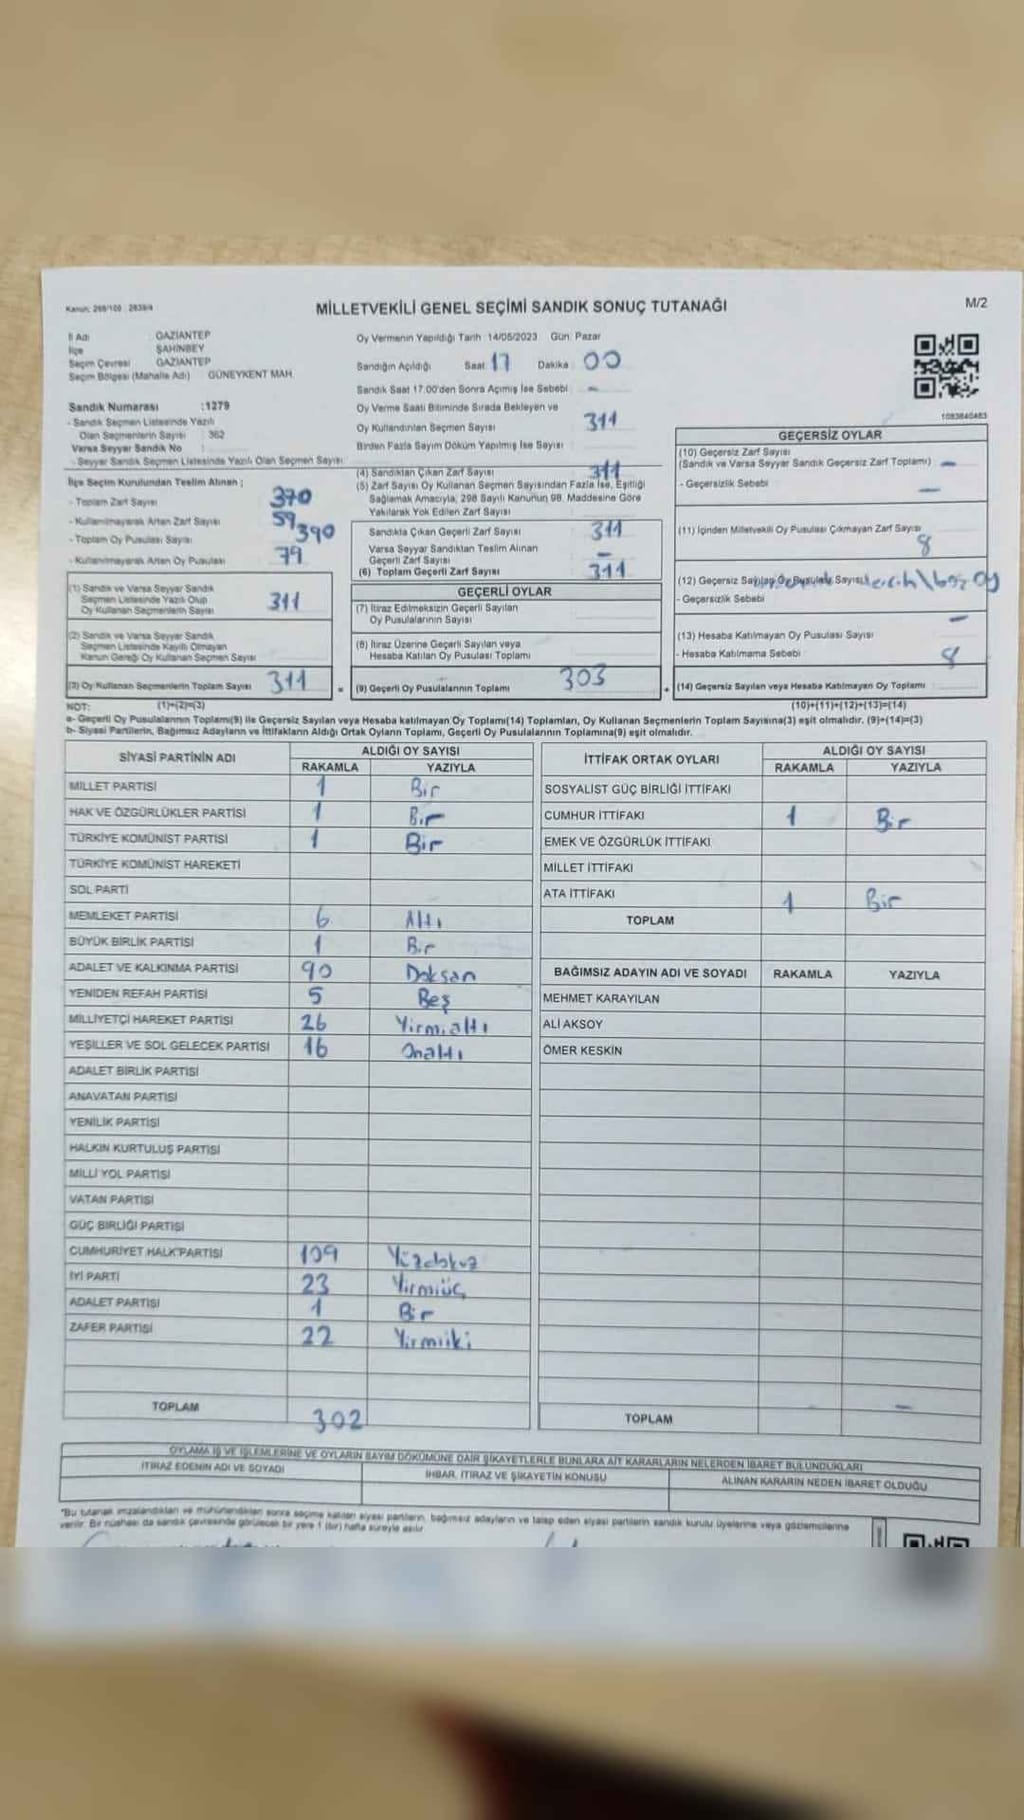 Kanun: 298/105 2839/4
MİLLETVEKİLİ GENEL SEÇİMİ SANDIK SONUÇ TUTANAĞI
M/2
İl Adı : GAZİANTEP
İlçe ŞAHİNBEY
Seçim Çevresi GAZİANTEP
Seçim Bölgesi (Mahalle Adı) GÜNEYKENT MAH.
Sandık Numarası :1279
- Sandık Seçmen Listesinde Yazılı
Olan Seçmenlerin Sayısı : 362
Varsa Seyyar Sandık No
- Seyyar Sandık Seçmen Listesinde Yazılı Olan Seçmen Sayısı
İlçe Seçim Kurulundan Teslim Alınan ;
- Toplam Zarf Sayısı 370
- Kullanılmayarak Artan Zarf Sayısı 59
- Toplam Oy Pusulası Sayısı 390
- Kullanılmayarak Artan Oy Pusulası 79
(1) Sandık ve Varsa Seyyar Sandık
Seçmen Listesinde Yazılı Olup
Oy Kullanan Seçmenlerin Sayısı 311
(2) Sandık ve Varsa Seyyar Sandık
Seçmen Listesinde Kayıtlı Olmayan
Kanun Gereği Oy Kullanan Seçmen Sayısı
(3) Oy Kullanan Seçmenlerin Toplam Sayısı 311
(1)+(2)=(3)
Oy Vermenin Yapıldığı Tarih :14/05/2023 Gün: Pazar
Sandığın Açıldığı Saat: 17 Dakika : 00
Sandık Saat 17.00'den Sonra Açılmış İse Sebebi : -
Oy Verme Saati Bitiminde Sırada Bekleyen ve
Oy Kullandırılan Seçmen Sayısı 311
Birden Fazla Sayım Döküm Yapılmış İse Sayısı :
(4) Sandıktan Çıkan Zarf Sayısı 311
(5) Zarf Sayısı Oy Kullanan Seçmen Sayısından Fazla İse, Eşitliği
Sağlamak Amacıyla, 298 Sayılı Kanunun 98. Maddesine Göre
Yakılarak Yok Edilen Zarf Sayısı
Sandıkta Çıkan Geçerli Zarf Sayısı 311
Varsa Seyyar Sandıktan Teslim Alınan
Geçerli Zarf Sayısı -
(6) Toplam Geçerli Zarf Sayısı 311
GEÇERLİ OYLAR
(7) İtiraz Edilmeksizin Geçerli Sayılan
Oy Pusulalarının Sayısı
(8) İtiraz Üzerine Geçerli Sayılan veya
Hesaba Katılan Oy Pusulası Toplamı
(9) Geçerli Oy Pusulalarının Toplamı 303
1083840483
GEÇERSİZ OYLAR
(10) Geçersiz Zarf Sayısı
(Sandık ve Varsa Seyyar Sandık Geçersiz Zarf Toplamı) -
- Geçersizlik Sebebi -
(11) İçinden Milletvekili Oy Pusulası Çıkmayan Zarf Sayısı
8
(12) Geçersiz Sayılan Oy Pusulası Sayısı
- Geçersizlik Sebebi -
(13) Hesaba Katılmayan Oy Pusulası Sayısı
- Hesaba Katılmama Sebebi 8
(14) Geçersiz Sayılan veya Hesaba Katılmayan Oy Toplamı
(10)+(11)+(12)+(13)=(14)
NOT:
a- Geçerli Oy Pusulalarının Toplamı(9) ile Geçersiz Sayılan veya Hesaba katılmayan Oy Toplamı(14) Toplamları, Oy Kullanan Seçmenlerin Toplam Sayısına(3) eşit olmalıdır. (9)+(14)=(3)
b- Siyasi Partilerin, Bağımsız Adayların ve İttifakların Aldığı Ortak Oyların Toplamı, Geçerli Oy Pusulalarının Toplamına(9) eşit olmalıdır.
SİYASİ PARTİNİN ADI ALDIĞI OY SAYISI
RAKAMLA YAZIYLA
MİLLET PARTİSİ 1 Bir
HAK VE ÖZGÜRLÜKLER PARTİSİ 1 Bir
TÜRKİYE KOMÜNİST PARTİSİ 1 Bir
TÜRKİYE KOMÜNİST HAREKETİ
SOL PARTİ
MEMLEKET PARTİSİ 6 Altı
BÜYÜK BİRLİK PARTİSİ 1 Bir
ADALET VE KALKINMA PARTİSİ 90 Doksan
YENİDEN REFAH PARTİSİ 5 Beş
MİLLİYETÇİ HAREKET PARTİSİ 26 Yirmialtı
YEŞİLLER VE SOL GELECEK PARTİSİ 16 Onaltı
ADALET BİRLİK PARTİSİ
ANAVATAN PARTİSİ
YENİLİK PARTİSİ
HALKIN KURTULUŞ PARTİSİ
MİLLİ YOL PARTİSİ
VATAN PARTİSİ
GÜÇ BİRLİĞİ PARTİSİ
CUMHURİYET HALK PARTİSİ 109 Yüzdokuz
İYİ PARTİ 23 Yirmiüç
ADALET PARTİSİ 1 Bir
ZAFER PARTİSİ 22 Yirmiiki
TOPLAM 302
İTTİFAK ORTAK OYLARI ALDIĞI OY SAYISI
RAKAMLA YAZIYLA
SOSYALİST GÜÇ BİRLİĞİ İTTİFAKI
CUMHUR İTTİFAKI 1 Bir
EMEK VE ÖZGÜRLÜK İTTİFAKI
MİLLET İTTİFAKI
ATA İTTİFAKI 1 Bir
TOPLAM
BAĞIMSIZ ADAYIN ADI VE SOYADI RAKAMLA YAZIYLA
MEHMET KARAYILAN
ALİ AKSOY
ÖMER KESKİN
TOPLAM -
OYLAMA İŞ VE İŞLEMLERİNE VE OYLARIN SAYIM DÖKÜMÜNE DAİR ŞİKAYETLERLE BUNLARA AİT KARARLARIN NELERDEN İBARET BULUNDUKLARI
İTİRAZ EDENİN ADI VE SOYADI İHBAR, İTİRAZ VE ŞİKAYETİN KONUSU ALINAN KARARIN NEDEN İBARET OLDUĞU
"Bu tutanak imzalandıktan ve mühürlendikten sonra seçime katılan siyasi partilerin, bağımsız adayların ve talep eden siyasi partilerin sandık kurulu üyelerine veya gözlemcilerine
verilir. Bir nüshası da sandık çevresinde görülecek bir yere 1 (bir) hafta süreyle asılır